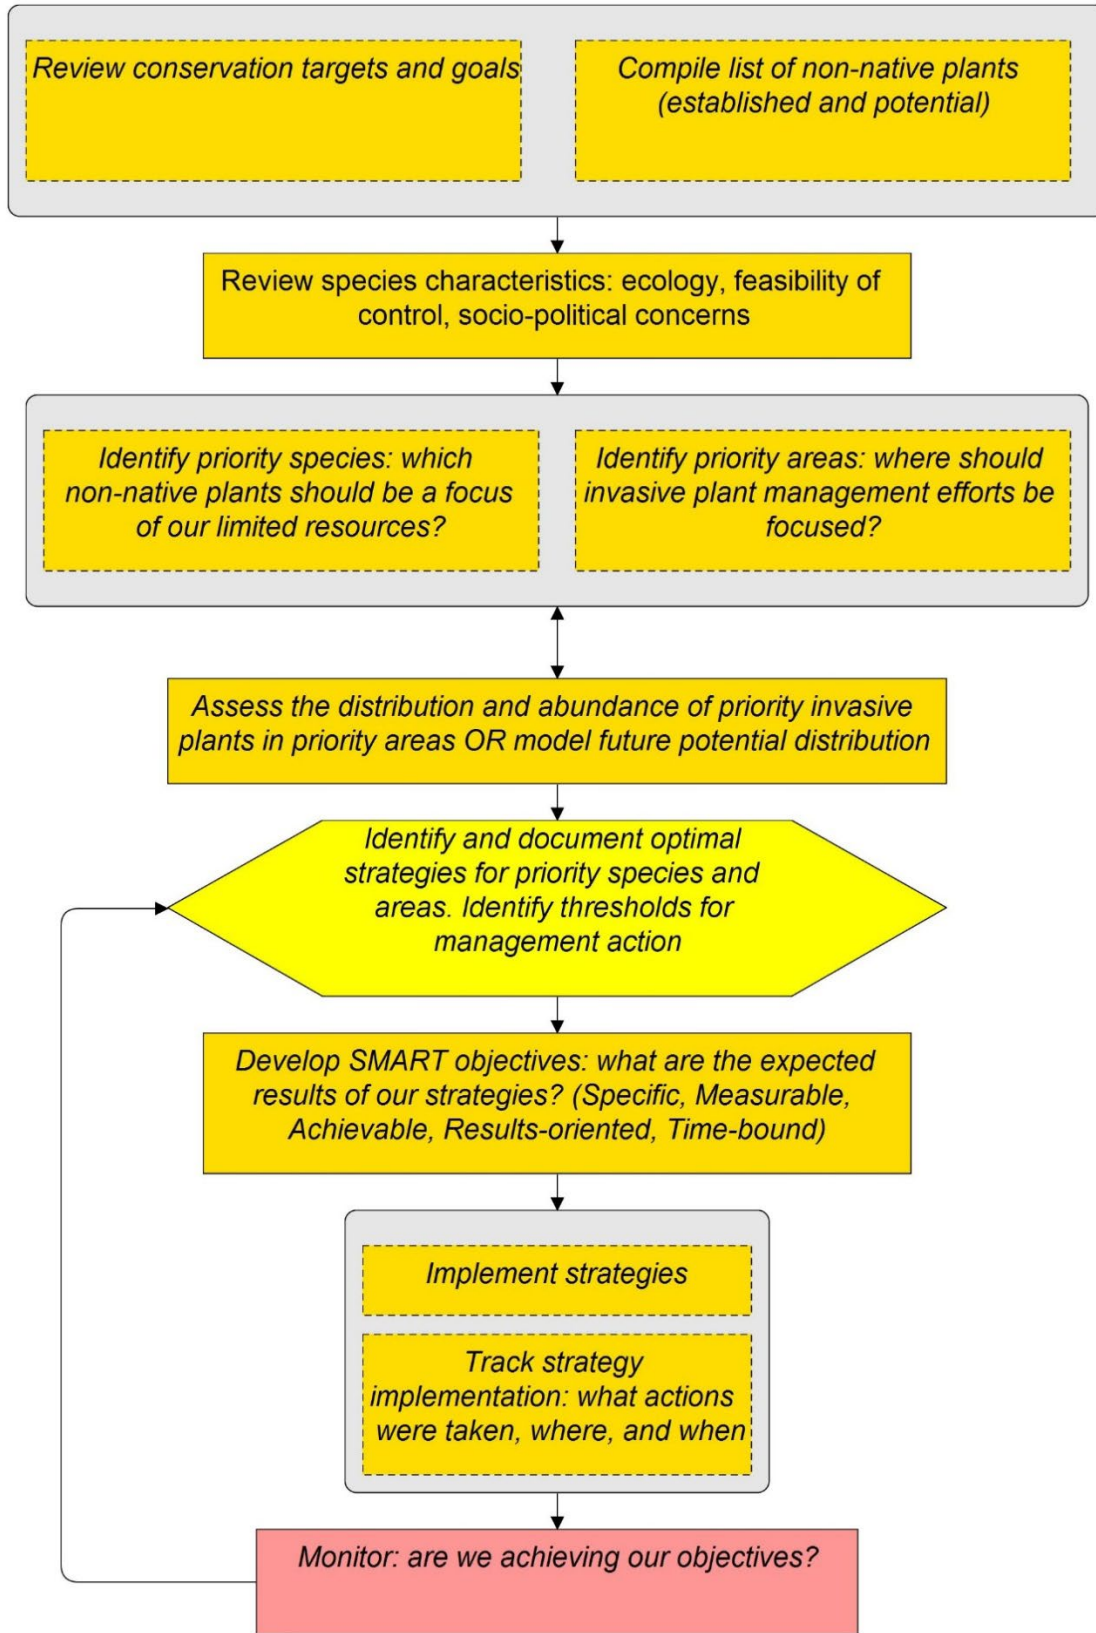 Review conservation targets and goals
Compile list of non-native plants
(established and potential)
Review species characteristics: ecology, feasibility of
control, socio-political concerns
Identify priority species: which
non-native plants should be a focus
of our limited resources?
Identify priority areas: where should
invasive plant management efforts be
focused?
Assess the distribution and abundance of priority invasive
plants in priority areas OR model future potential distribution
Identify and document optimal
strategies for priority species and
areas. Identify thresholds for
management action
Develop SMART objectives: what are the expected
results of our strategies? (Specific, Measurable,
Achievable, Results-oriented, Time-bound)
Implement strategies
Track strategy
implementation: what actions
were taken, where, and when
Monitor: are we achieving our objectives?